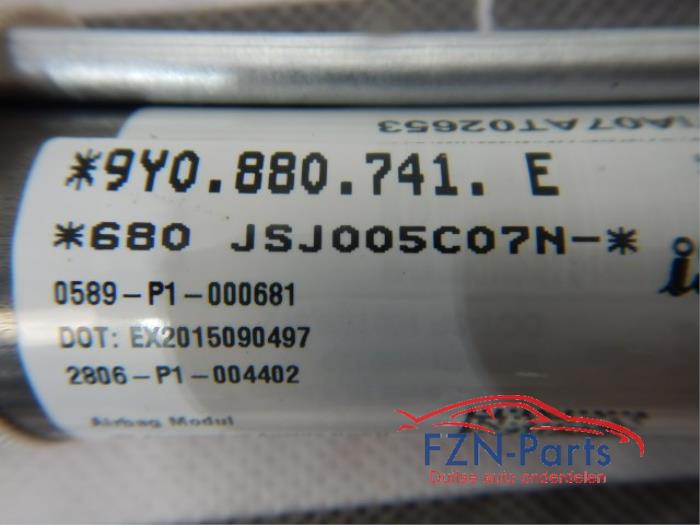 1A07AT02653
*9Y0.880.741. E
*680 JSJ005C07N-*
0589-P1-000681
DOT: EX2015090497
2806-P1-004402
Airbag Modul
FZN-Parts
Duitse auto onderdelen